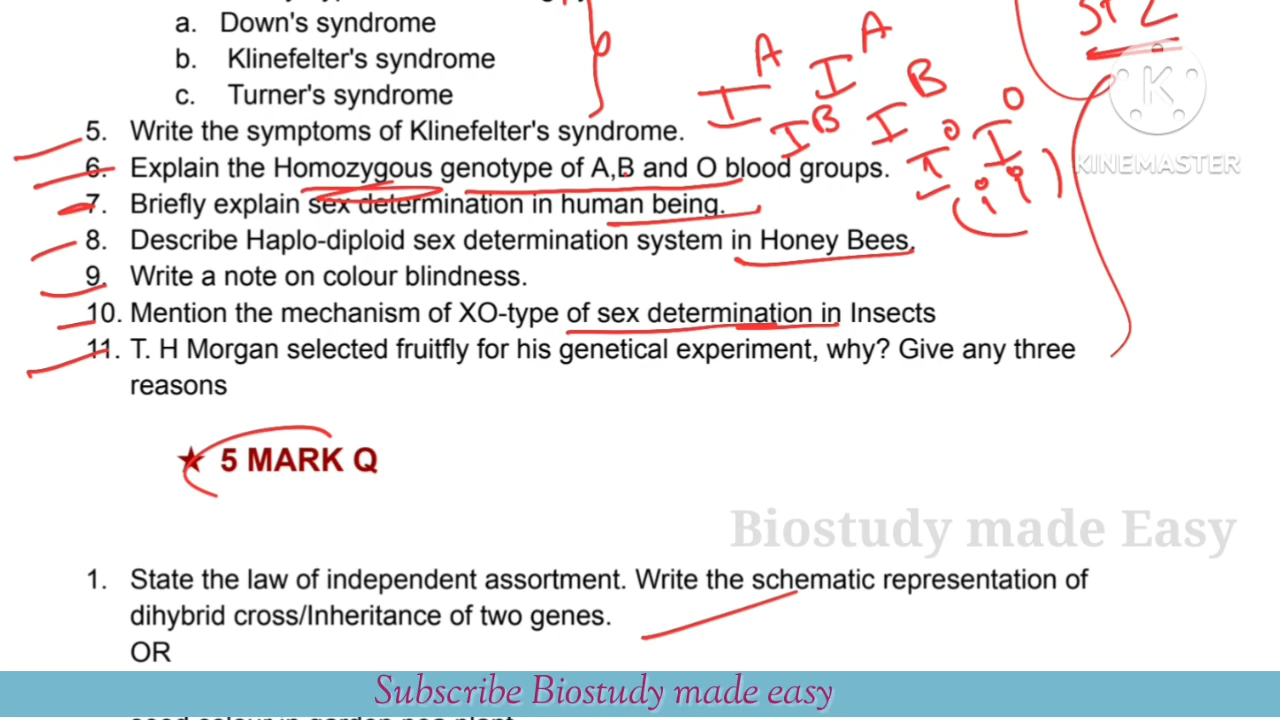 a. Down's syndrome
b. Klinefelter's syndrome
c. Turner's syndrome
5. Write the symptoms of Klinefelter's syndrome.
6. Explain the Homozygous genotype of A,B and O blood groups.
7. Briefly explain sex determination in human being.
8. Describe Haplo-diploid sex determination system in Honey Bees.
9. Write a note on colour blindness.
10. Mention the mechanism of XO-type of sex determination in Insects
11. T. H Morgan selected fruitfly for his genetical experiment, why? Give any three
reasons
I^A I^A
I^B I^B
I^O I^O
(i i)
K
KINEMASTER
★ 5 MARK Q
Biostudy made Easy
1. State the law of independent assortment. Write the schematic representation of
dihybrid cross/Inheritance of two genes.
OR
Subscribe Biostudy made easy